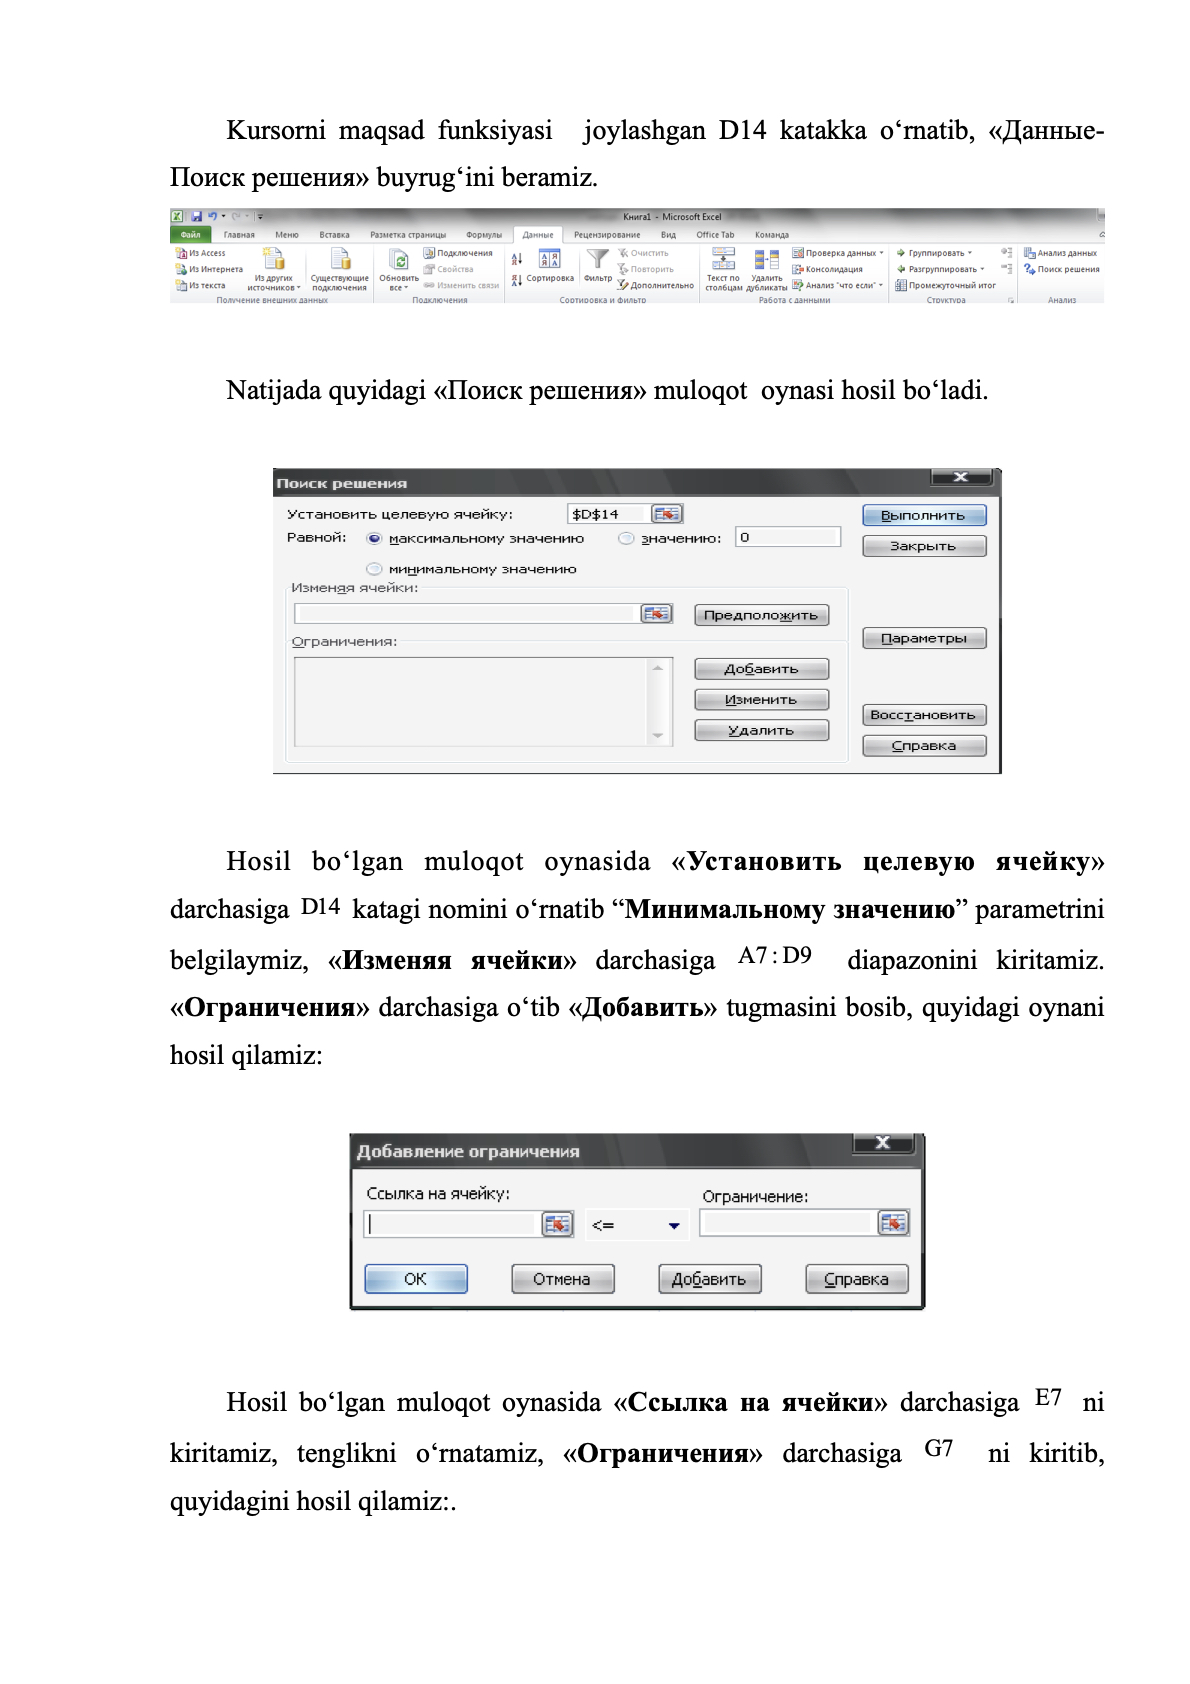 Kursorni maqsad funksiyasi joylashgan D14 katakka o‘rnatib, «Данные-
Поиск решения» buyrug‘ini beramiz.
Книга1 - Microsoft Excel
Файл Главная Меню Вставка Разметка страницы Формулы Данные Рецензирование Вид Office Tab Команда
Из Access
Из Интернета
Из текста
Из других источников
Существующие подключения
Получение внешних данных
Обновить все
Подключения
Свойства
Изменить связи
Подключения
А Я
Я А
Сортировка
Фильтр
Очистить
Повторить
Дополнительно
Сортировка и фильтр
Текст по столбцам
Удалить дубликаты
Проверка данных
Консолидация
Анализ "что если"
Работа с данными
Группировать
Разгруппировать
Промежуточный итог
Структура
Анализ данных
Поиск решения
Анализ
Natijada quyidagi «Поиск решения» muloqot oynasi hosil bo‘ladi.
Поиск решения X
Установить целевую ячейку: $D$14 Выполнить
Равной: максимальному значению значению: 0 Закрыть
минимальному значению
Изменяя ячейки:
Предположить
Параметры
Ограничения:
Добавить
Изменить
Восстановить
Удалить
Справка
Hosil bo‘lgan muloqot oynasida «Установить целевую ячейку»
darchasiga D14 katagi nomini o‘rnatib “Минимальному значению” parametrini
belgilaymiz, «Изменяя ячейки» darchasiga A7 : D9 diapazonini kiritamiz.
«Ограничения» darchasiga o‘tib «Добавить» tugmasini bosib, quyidagi oynani
hosil qilamiz:
Добавление ограничения X
Ссылка на ячейку: Ограничение:
<=
ОК Отмена Добавить Справка
Hosil bo‘lgan muloqot oynasida «Ссылка на ячейки» darchasiga E7 ni
kiritamiz, tenglikni o‘rnatamiz, «Ограничения» darchasiga G7 ni kiritib,
quyidagini hosil qilamiz:.